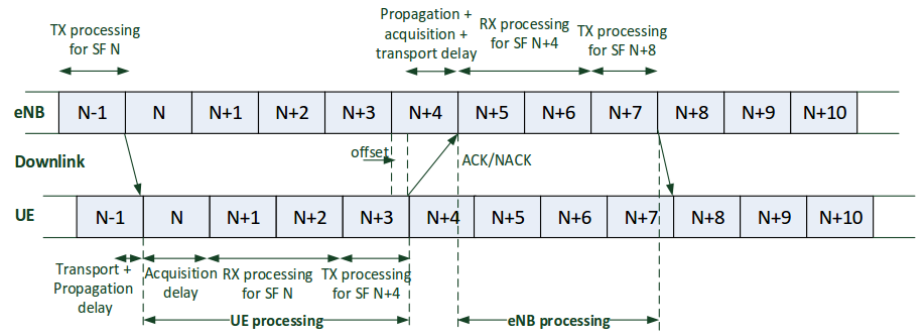 Propagation +
TX processing
for SF N
acquisition +
transport delay
RX processing
for SF N+4
TX processing
for SF N+8
eNB
N-1 N N+1 N+2 N+3 N+4 N+5 N+6 N+7 N+8 N+9 N+10
Downlink
offset
ACK/NACK
UE
N-1 N N+1 N+2 N+3 N+4 N+5 N+6 N+7 N+8 N+9 N+10
Transport +
Propagation
delay
Acquisition
delay
RX processing
for SF N
TX processing
for SF N+4
UE processing
eNB processing